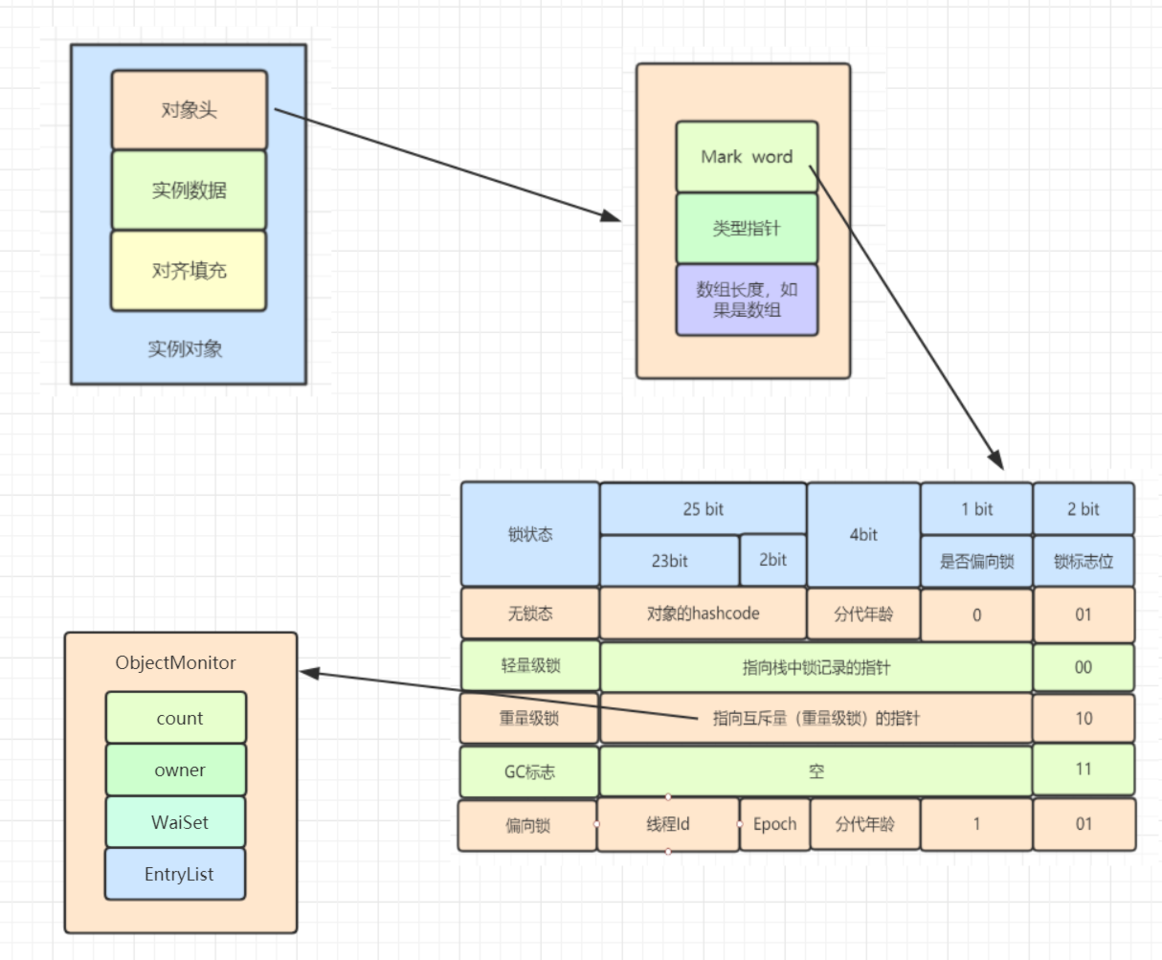 对象头
实例数据
对齐填充
实例对象
Mark word
类型指针
数组长度，如
果是数组
锁状态
25 bit
4bit
1 bit
2 bit
23bit
2bit
是否偏向锁
锁标志位
无锁态
对象的hashcode
分代年龄
0
01
轻量级锁
指向栈中锁记录的指针
00
重量级锁
指向互斥量（重量级锁）的指针
10
GC标志
空
11
偏向锁
线程Id
Epoch
分代年龄
1
01
ObjectMonitor
count
owner
WaiSet
EntryList